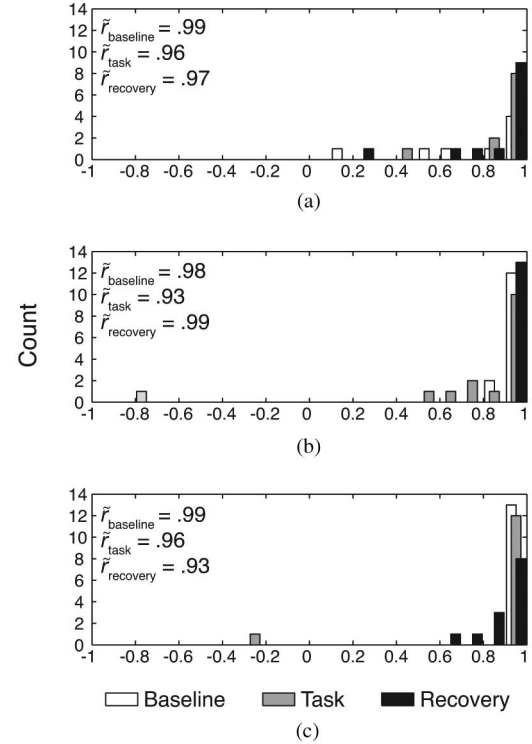 14
r̃baseline = .99
12
r̃task = .96
10
r̃recovery = .97
8
6
4
2
0
-1 -0.8 -0.6 -0.4 -0.2 0 0.2 0.4 0.6 0.8 1
(a)
14
r̃baseline = .98
12
r̃task = .93
10
r̃recovery = .99
8
6
4
2
0
-1 -0.8 -0.6 -0.4 -0.2 0 0.2 0.4 0.6 0.8 1
Count
(b)
14
r̃baseline = .99
12
r̃task = .96
10
r̃recovery = .93
8
6
4
2
0
-1 -0.8 -0.6 -0.4 -0.2 0 0.2 0.4 0.6 0.8 1
Baseline Task Recovery
(c)